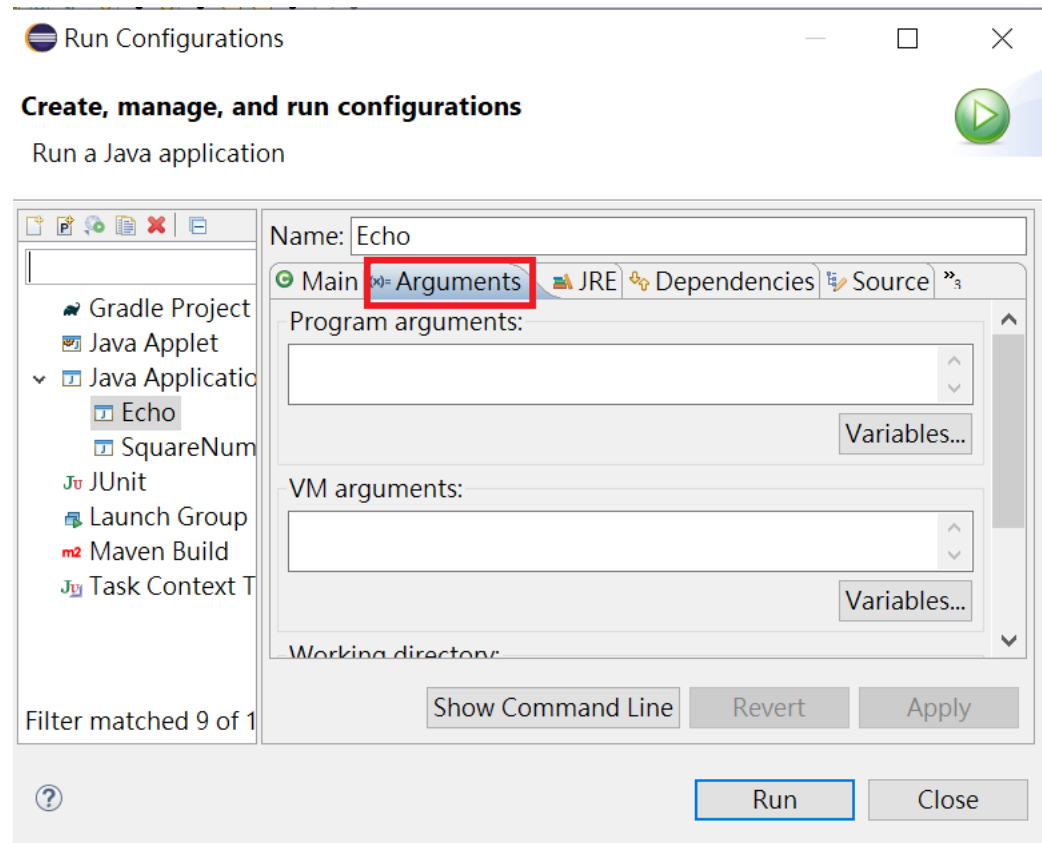 Run Configurations
Create, manage, and run configurations
Run a Java application
Name: Echo
Main Arguments JRE Dependencies Source »3
Gradle Project
Java Applet
Java Applicatio
Echo
SquareNum
JUnit
Launch Group
Maven Build
Task Context T
Filter matched 9 of 1
Program arguments:
Variables...
VM arguments:
Variables...
Working directory:
Show Command Line Revert Apply
Run Close